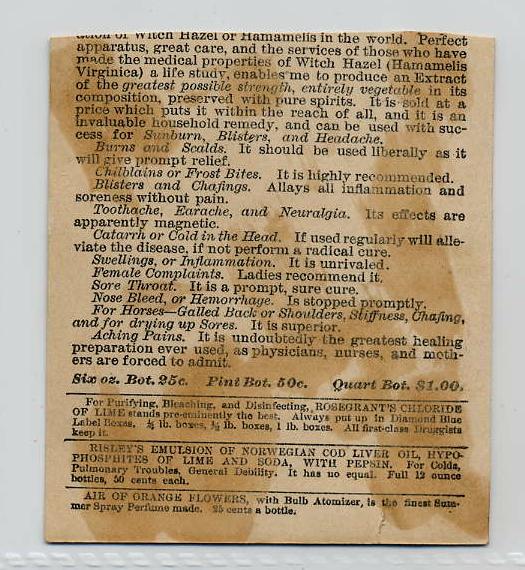 ation of Witch Hazel or Hamamelis in the world. Perfect
apparatus, great care, and the services of those who have
made the medical properties of Witch Hazel (Hamamelis
Virginica) a life study, enables me to produce an Extract
of the greatest possible strength, entirely vegetable in its
composition, preserved with pure spirits. It is sold at a
price which puts it within the reach of all, and it is an
invaluable household remedy, and can be used with suc-
cess for Sunburn, Blisters, and Headache.
Burns and Scalds. It should be used liberally as it
will give prompt relief.
Chilblains or Frost Bites. It is highly recommended.
Blisters and Chafings. Allays all inflammation and
soreness without pain.
Toothache, Earache, and Neuralgia. Its effects are
apparently magnetic.
Catarrh or Cold in the Head. If used regularly will alle-
viate the disease, if not perform a radical cure.
Swellings, or Inflammation. It is unrivaled.
Female Complaints. Ladies recommend it.
Sore Throat. It is a prompt, sure cure.
Nose Bleed, or Hemorrhage. Is stopped promptly.
For Horses—Galled Back or Shoulders, Stiffness, Chafing,
and for drying up Sores. It is superior.
Aching Pains. It is undoubtedly the greatest healing
preparation ever used, as physicians, nurses, and moth-
ers are forced to admit.
Six oz. Bot. 25c. Pint Bot. 50c. Quart Bot. $1.00.
For Purifying, Bleaching, and Disinfecting, ROSEGRANT'S CHLORIDE
OF LIME stands pre-eminently the best. Always put up in Diamond Blue
Label Boxes, ¼ lb. boxes, ½ lb. boxes, 1 lb. boxes. All first-class Druggists
keep it.
RISLEY'S EMULSION OF NORWEGIAN COD LIVER OIL, HYPO-
PHOSPHITES OF LIME AND SODA, WITH PEPSIN. For Colds,
Pulmonary Troubles, General Debility. It has no equal. Full 12 ounce
bottles, 50 cents each.
AIR OF ORANGE FLOWERS, with Bulb Atomizer, is the finest Sum-
mer Spray Perfume made. 25 cents a bottle.